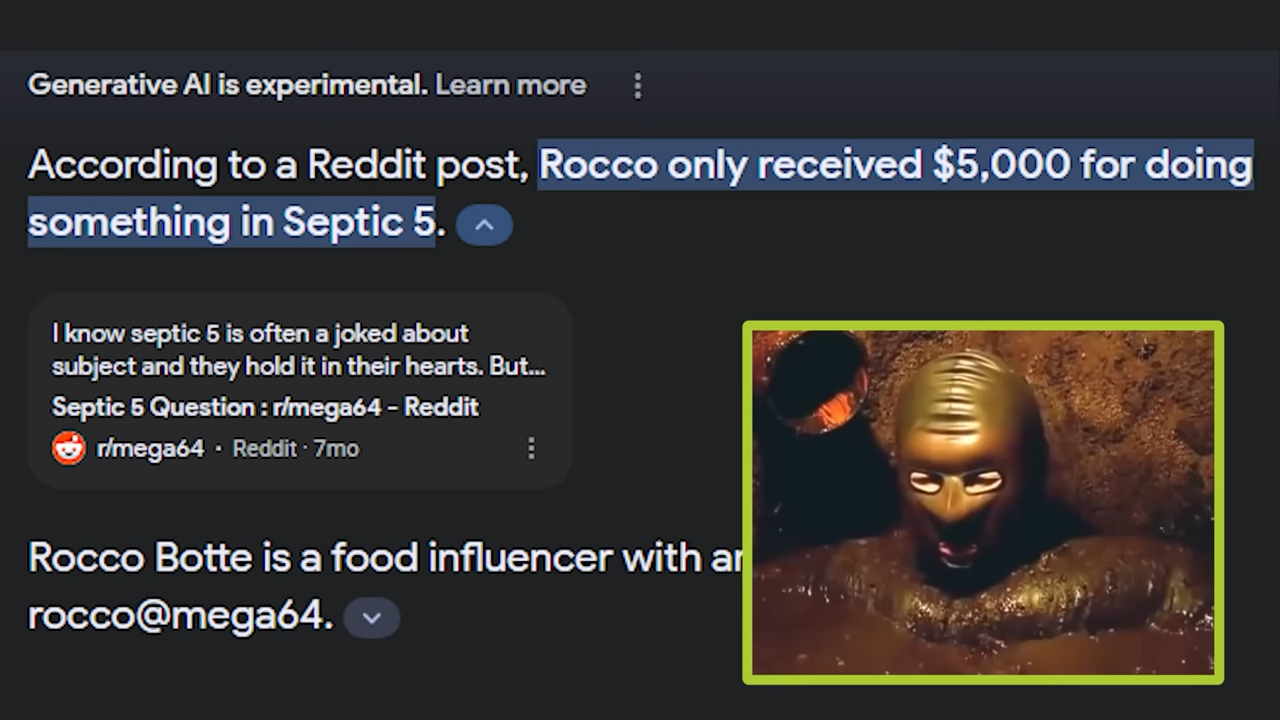 Generative AI is experimental. Learn more
According to a Reddit post, Rocco only received $5,000 for doing
something in Septic 5.
I know septic 5 is often a joked about
subject and they hold it in their hearts. But...
Septic 5 Question : r/mega64 - Reddit
r/mega64 · Reddit · 7mo
Rocco Botte is a food influencer with
rocco@mega64.